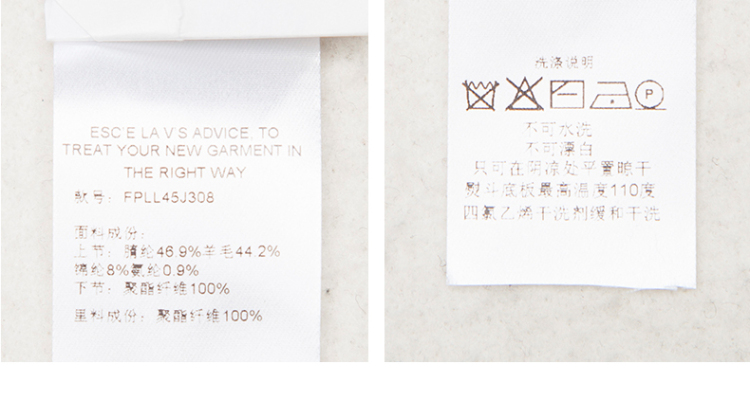 ESC'E LA V'S ADVICE, TO
TREAT YOUR NEW GARMENT IN
THE RIGHT WAY
款号: FPLL45J308
面料成份:
上节: 腈纶46.9%羊毛44.2%
锦纶8%氨纶0.9%
下节: 聚酯纤维100%
里料成份: 聚酯纤维100%
洗涤说明
P
不可水洗
不可漂白
只可在阴凉处平置晾干
熨斗底板最高温度110度
四氯乙烯干洗剂缓和干洗